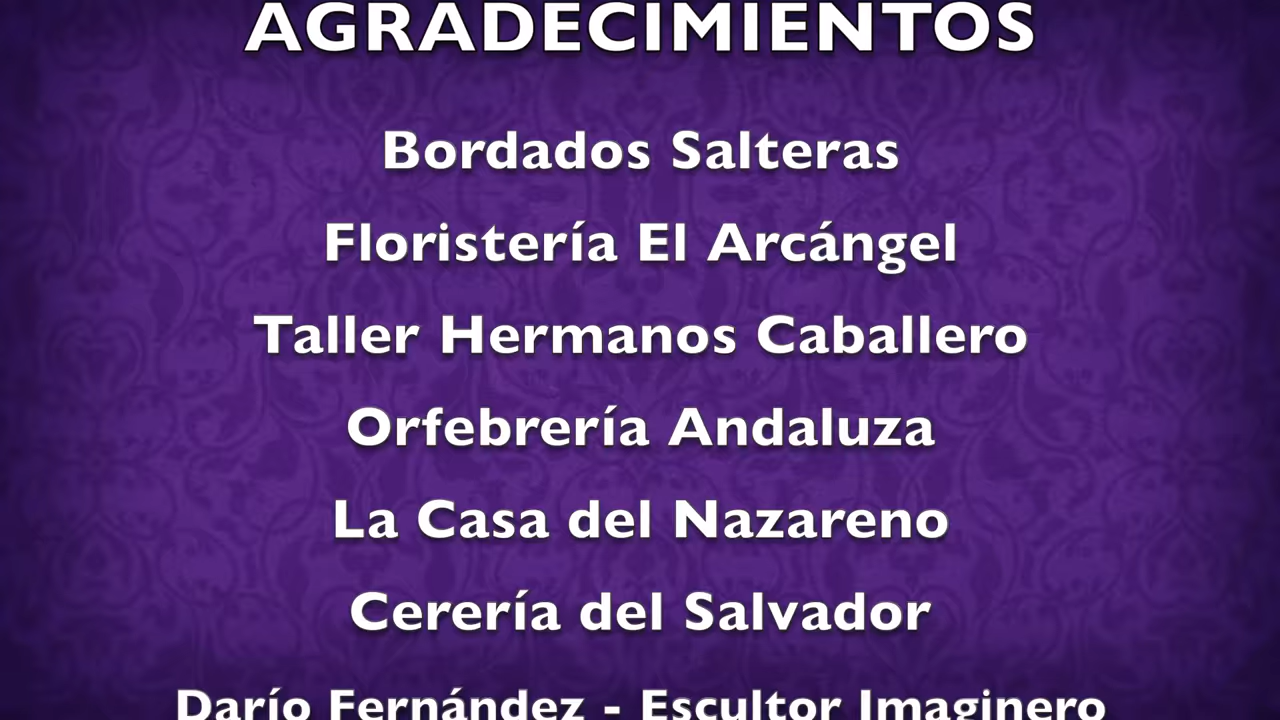 AGRADECIMIENTOS
Bordados Salteras
Floristería El Arcángel
Taller Hermanos Caballero
Orfebrería Andaluza
La Casa del Nazareno
Cerería del Salvador
Darío Fernández - Escultor Imaginero